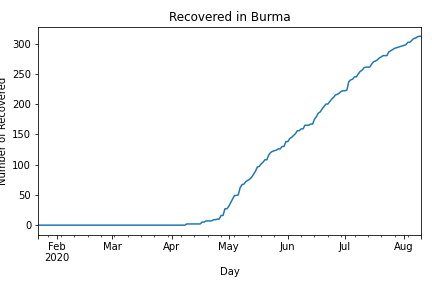 Recovered in Burma
Number of Recovered
300
250
200
150
100
50
0
Feb
2020
Mar
Apr
May
Jun
Jul
Aug
Day